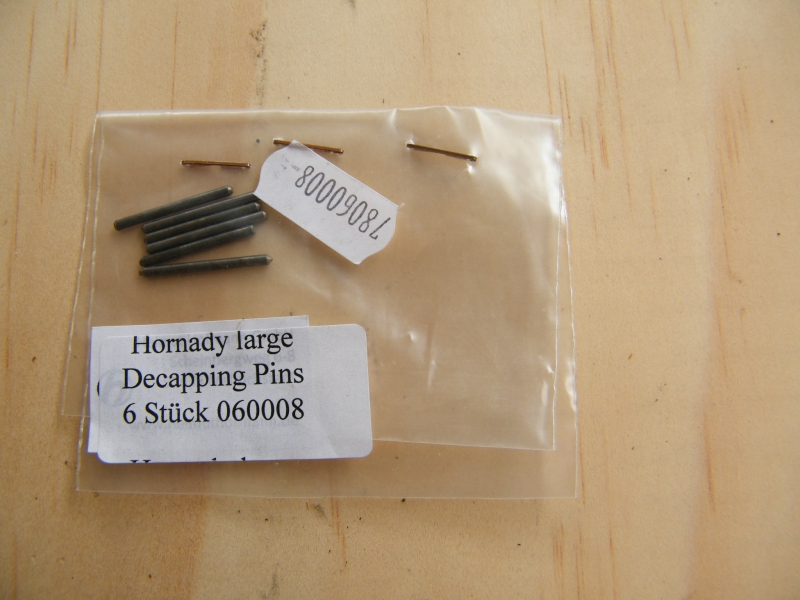 78060008
Hornady large
Decapping Pins
6 Stück 060008